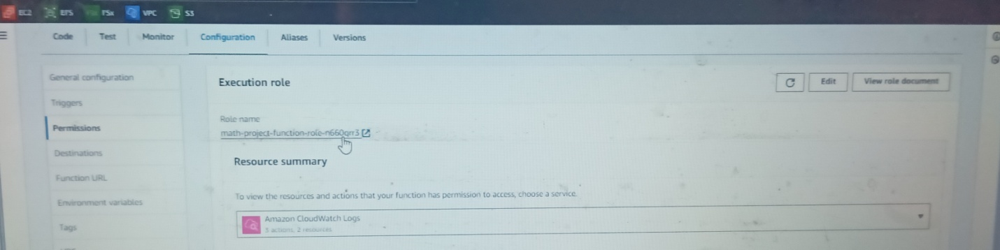 EC2 EFS FSx VPC S3
Code Test Monitor Configuration Aliases Versions
General configuration
Triggers
Permissions
Destinations
Function URL
Environment variables
Tags
Execution role
Edit
View role document
Role name
math-project-function-role-n660qrr3
Resource summary
To view the resources and actions that your function has permission to access, choose a service.
Amazon CloudWatch Logs
3 actions, 2 resources